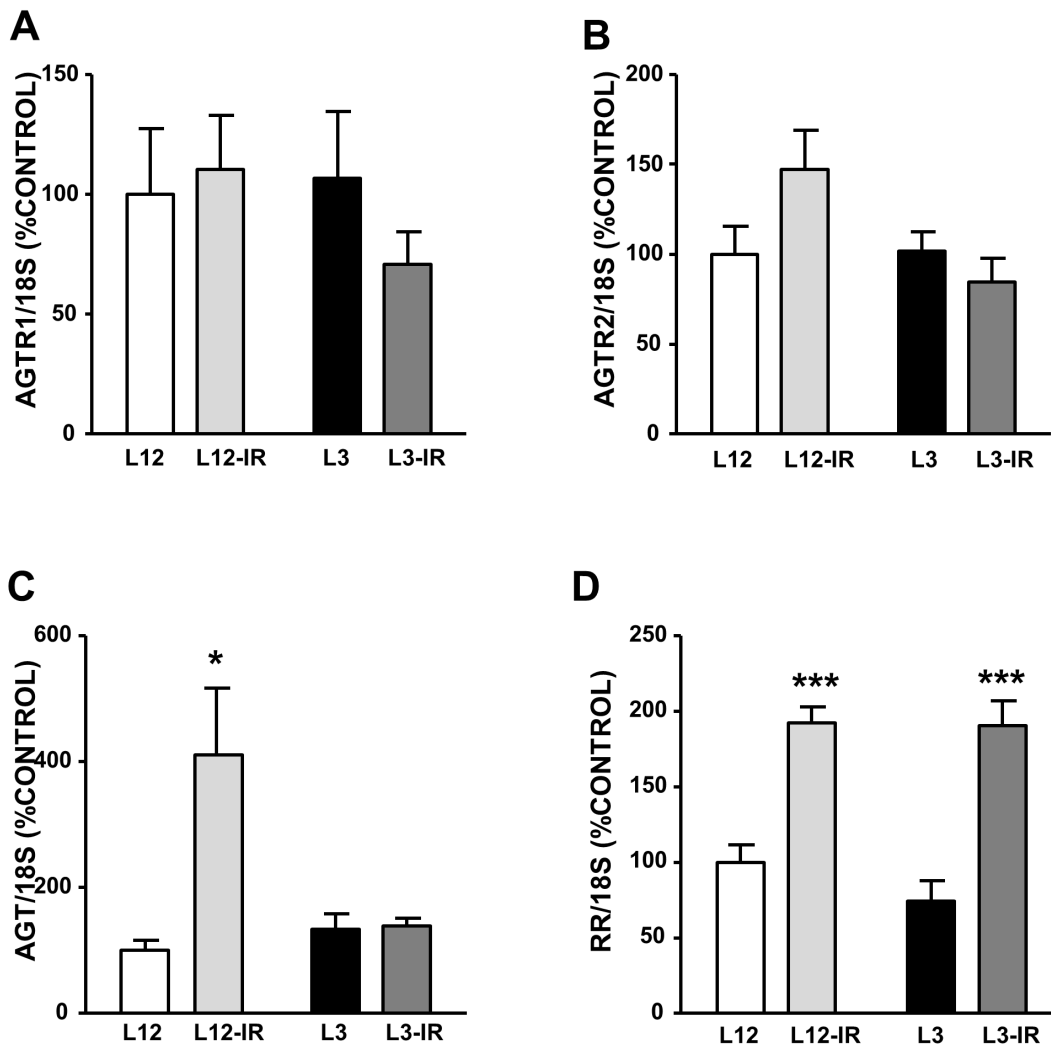 A
AGTR1/18S (%CONTROL)
150
100
50
0
L12 L12-IR L3 L3-IR
B
AGTR2/18S (%CONTROL)
200
150
100
50
0
L12 L12-IR L3 L3-IR
C
AGT/18S (%CONTROL)
600
400
200
0
*
L12 L12-IR L3 L3-IR
D
RR/18S (%CONTROL)
250
200
150
100
50
0
*** ***
L12 L12-IR L3 L3-IR